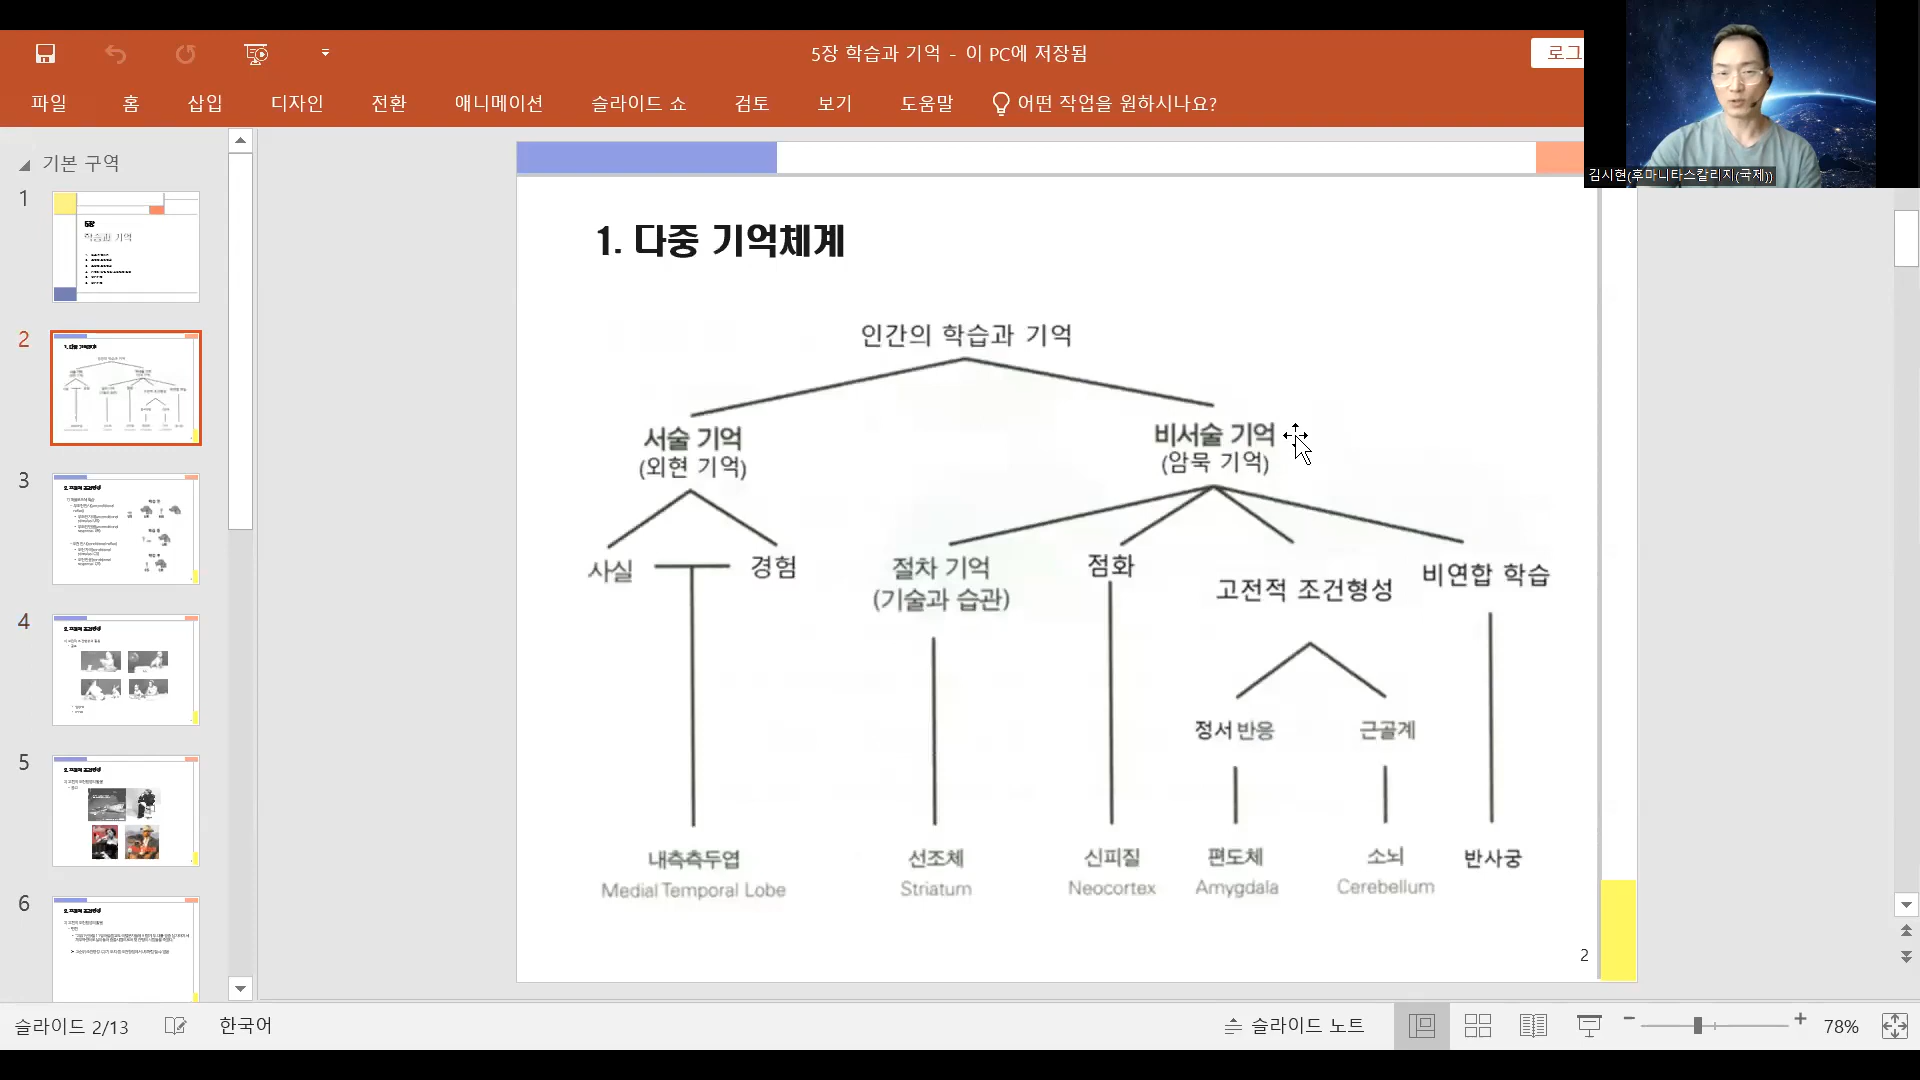 5장 학습과 기억 - 이 PC에 저장됨
로그
파일 홈 삽입 디자인 전환 애니메이션 슬라이드 쇼 검토 보기 도움말 어떤 작업을 원하시나요?
김시현(후마니타스칼리지(국제))
기본 구역
1
5장
학습과 기억
2
3
4
5
6
1. 다중 기억체계
인간의 학습과 기억
서술 기억
(외현 기억)
비서술 기억
(암묵 기억)
사실
경험
절차 기억
(기술과 습관)
점화
고전적 조건형성
비연합 학습
정서 반응
근골계
내측측두엽
Medial Temporal Lobe
선조체
Striatum
신피질
Neocortex
편도체
Amygdala
소뇌
Cerebellum
반사궁
2
슬라이드 2/13
한국어
슬라이드 노트
78%